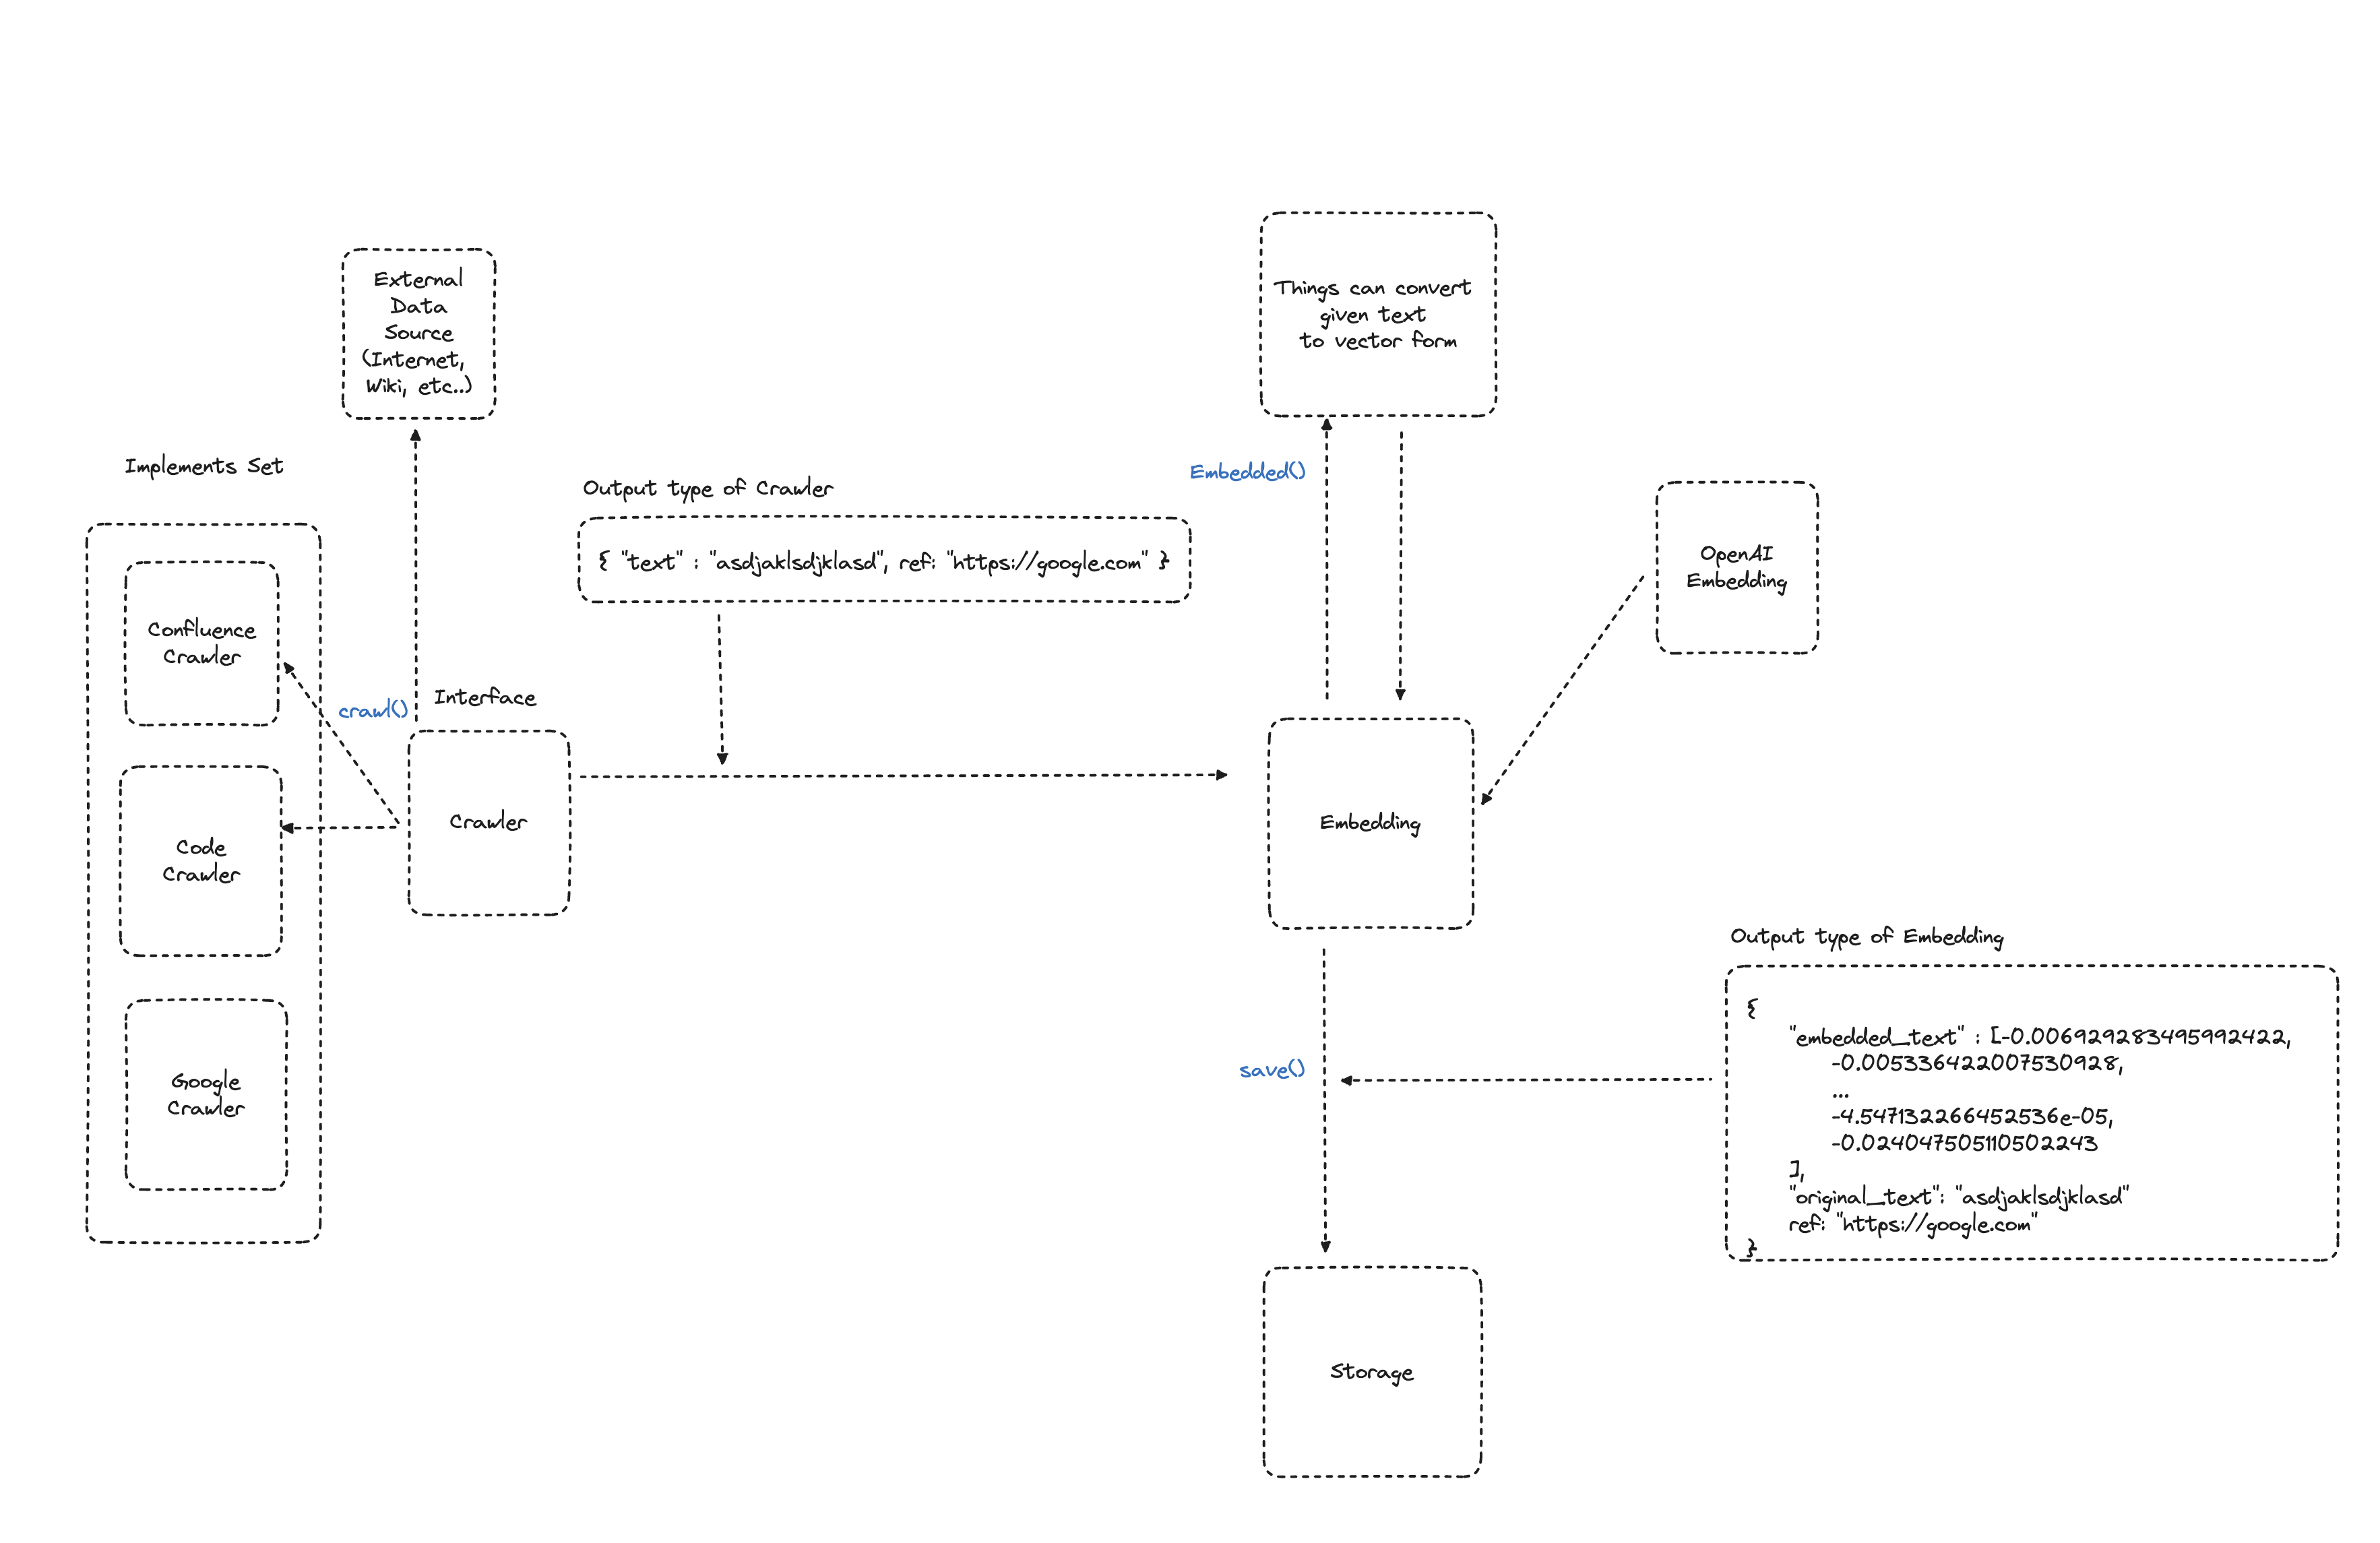 External
Data
Source
(Internet,
Wiki, etc..)
Things can convert
given text
to vector form
Implements Set
Confluence
Crawler
Code
Crawler
Google
Crawler
crawl()
Interface
Crawler
Output type of Crawler
{ "text" : "asdjaklsdjklasd", ref: "https://google.com" }
Embedded()
OpenAI
Embedding
Embedding
save()
Output type of Embedding
{
"embedded_text" : [-0.006929283495992422,
-0.005336422007530928,
...
-4.547132266452536e-05,
-0.024047505110502243
],
"original_text": "asdjaklsdjklasd"
ref: "https://google.com"
}
Storage